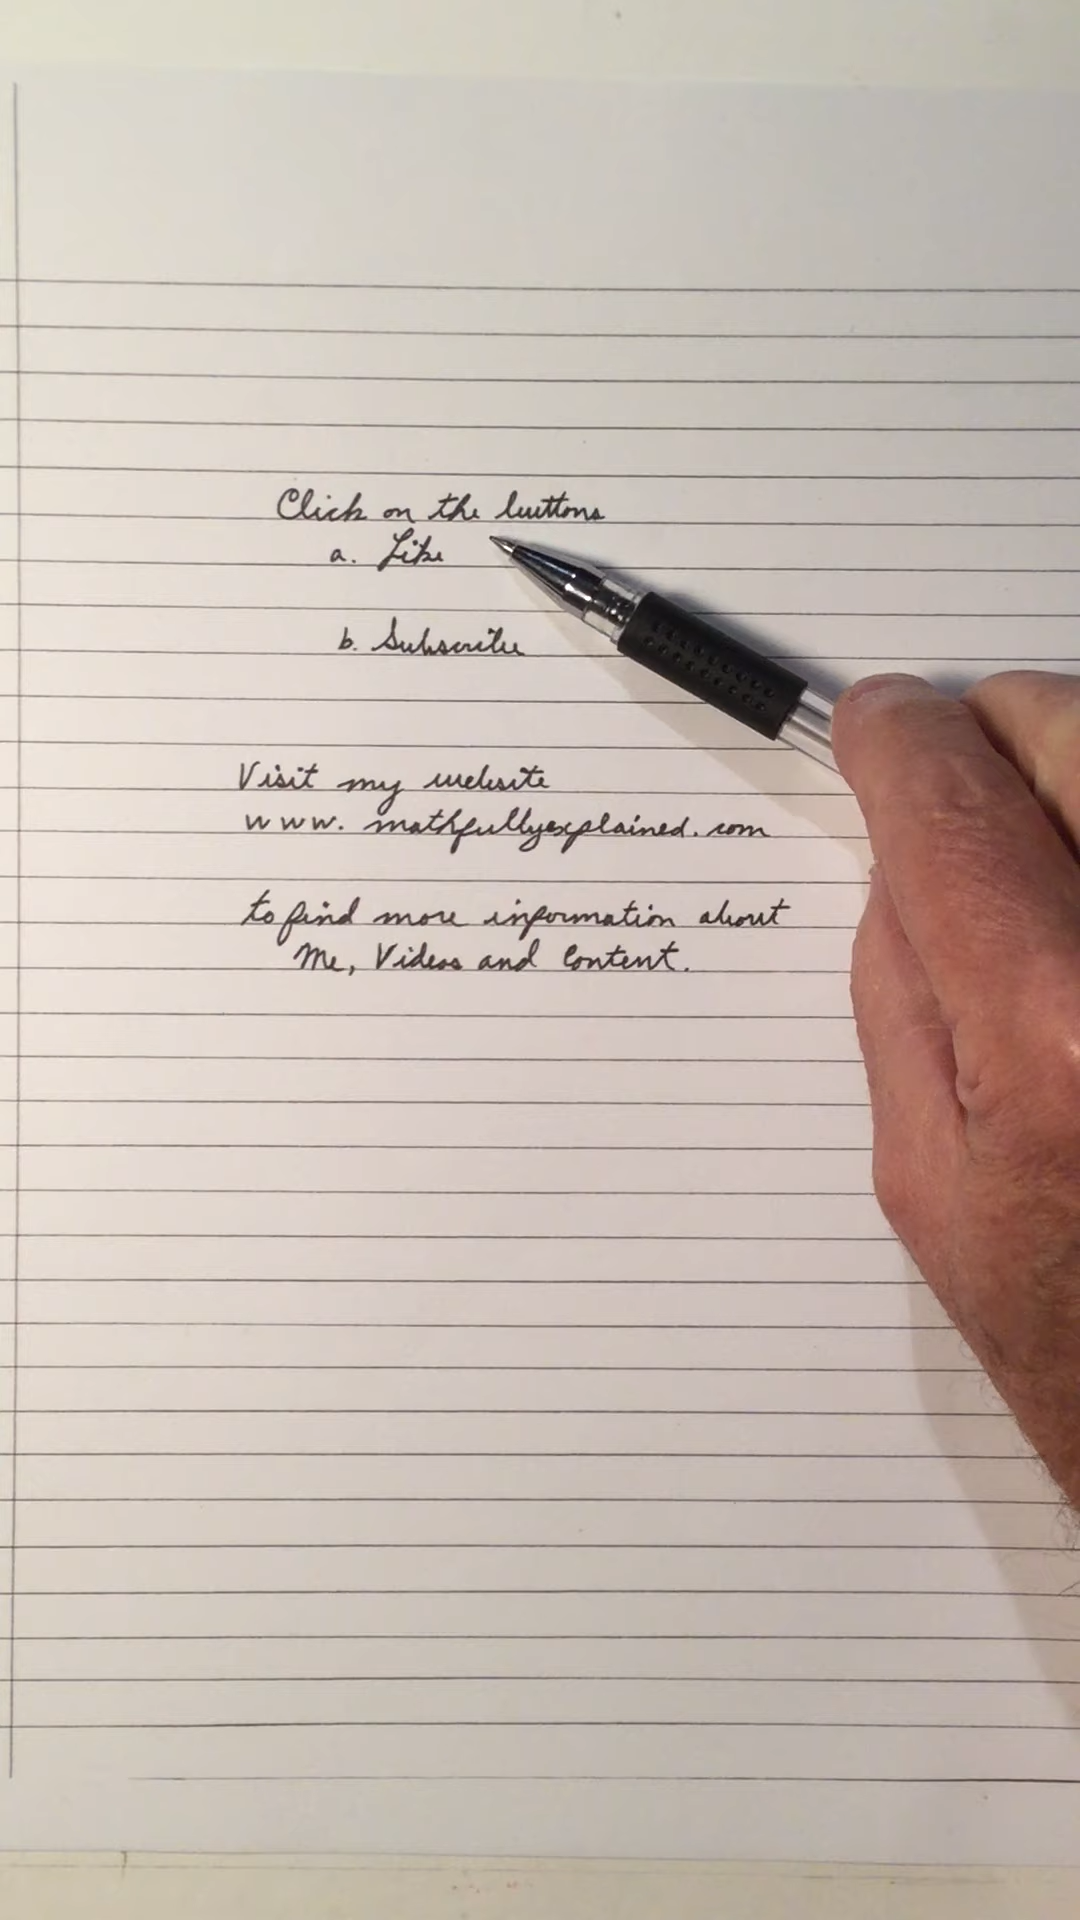 Click on the buttons
a. Like
b. Subscribe
Visit my website
www. mathfullyexplained. com
to find more information about
Me, Videos and Content.